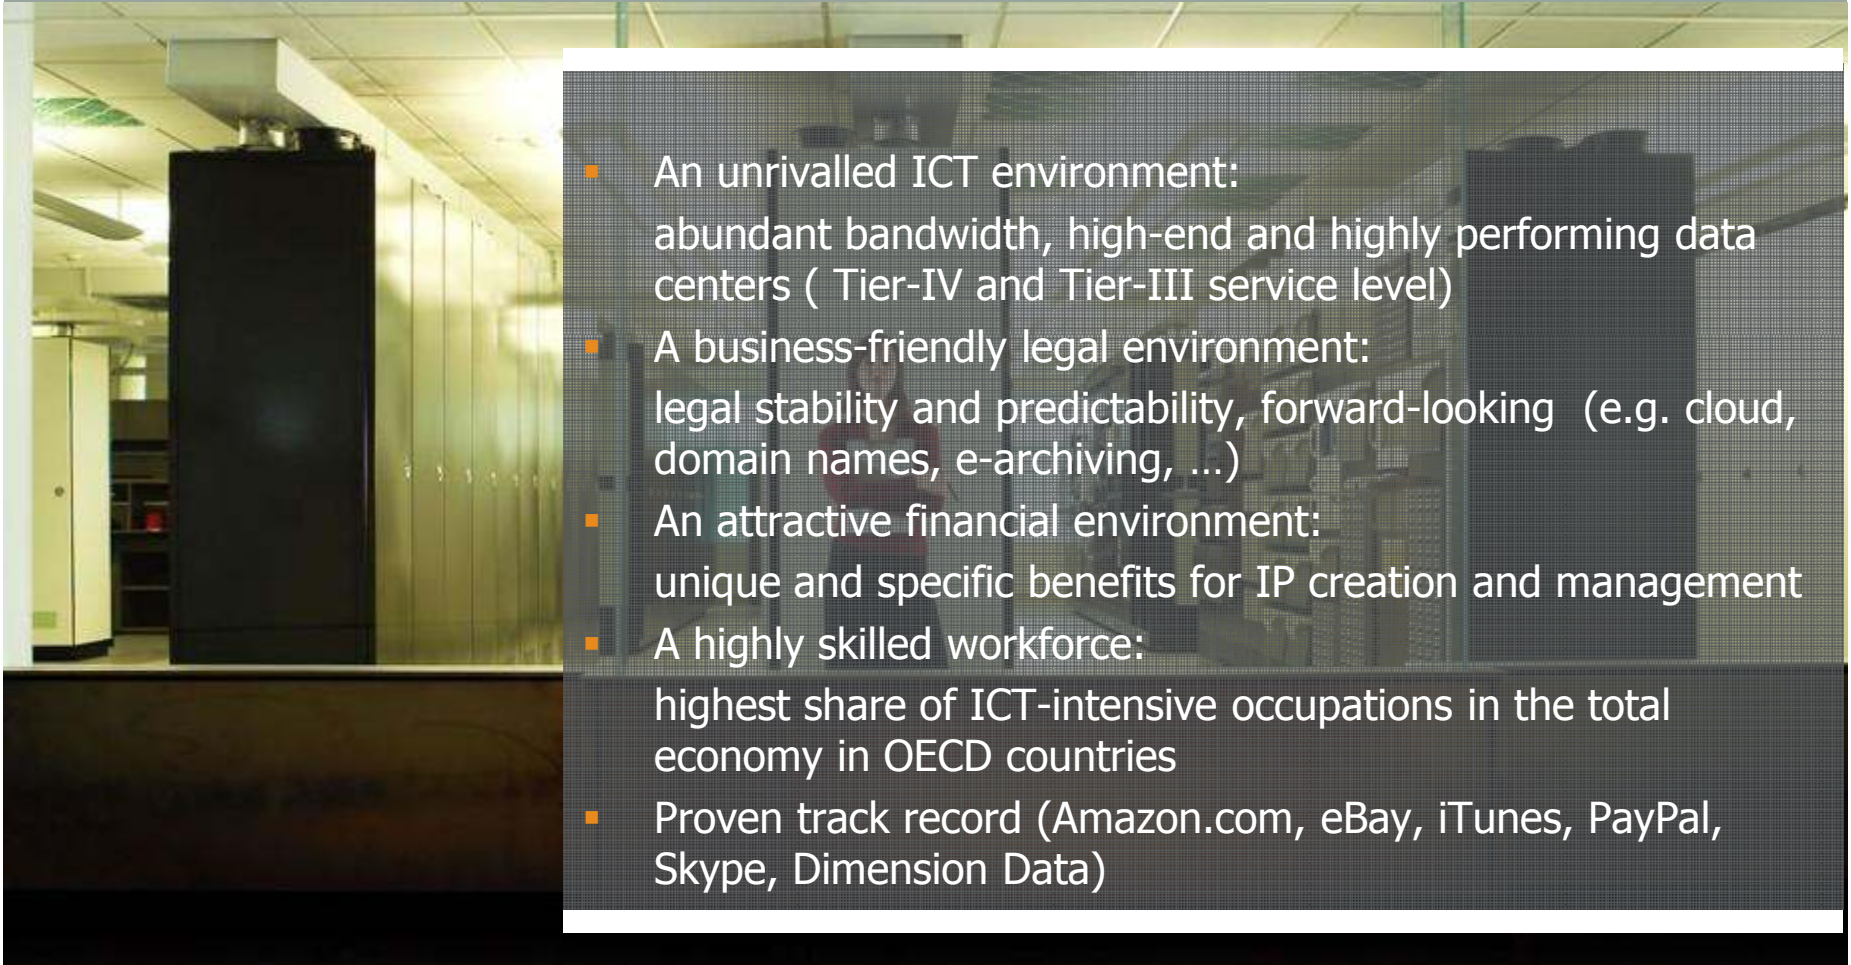 ▪ An unrivalled ICT environment:
abundant bandwidth, high-end and highly performing data
centers ( Tier-IV and Tier-III service level)
▪ A business-friendly legal environment:
legal stability and predictability, forward-looking  (e.g. cloud,
domain names, e-archiving, …)
▪ An attractive financial environment:
unique and specific benefits for IP creation and management
▪ A highly skilled workforce:
highest share of ICT-intensive occupations in the total
economy in OECD countries
▪ Proven track record (Amazon.com, eBay, iTunes, PayPal,
Skype, Dimension Data)